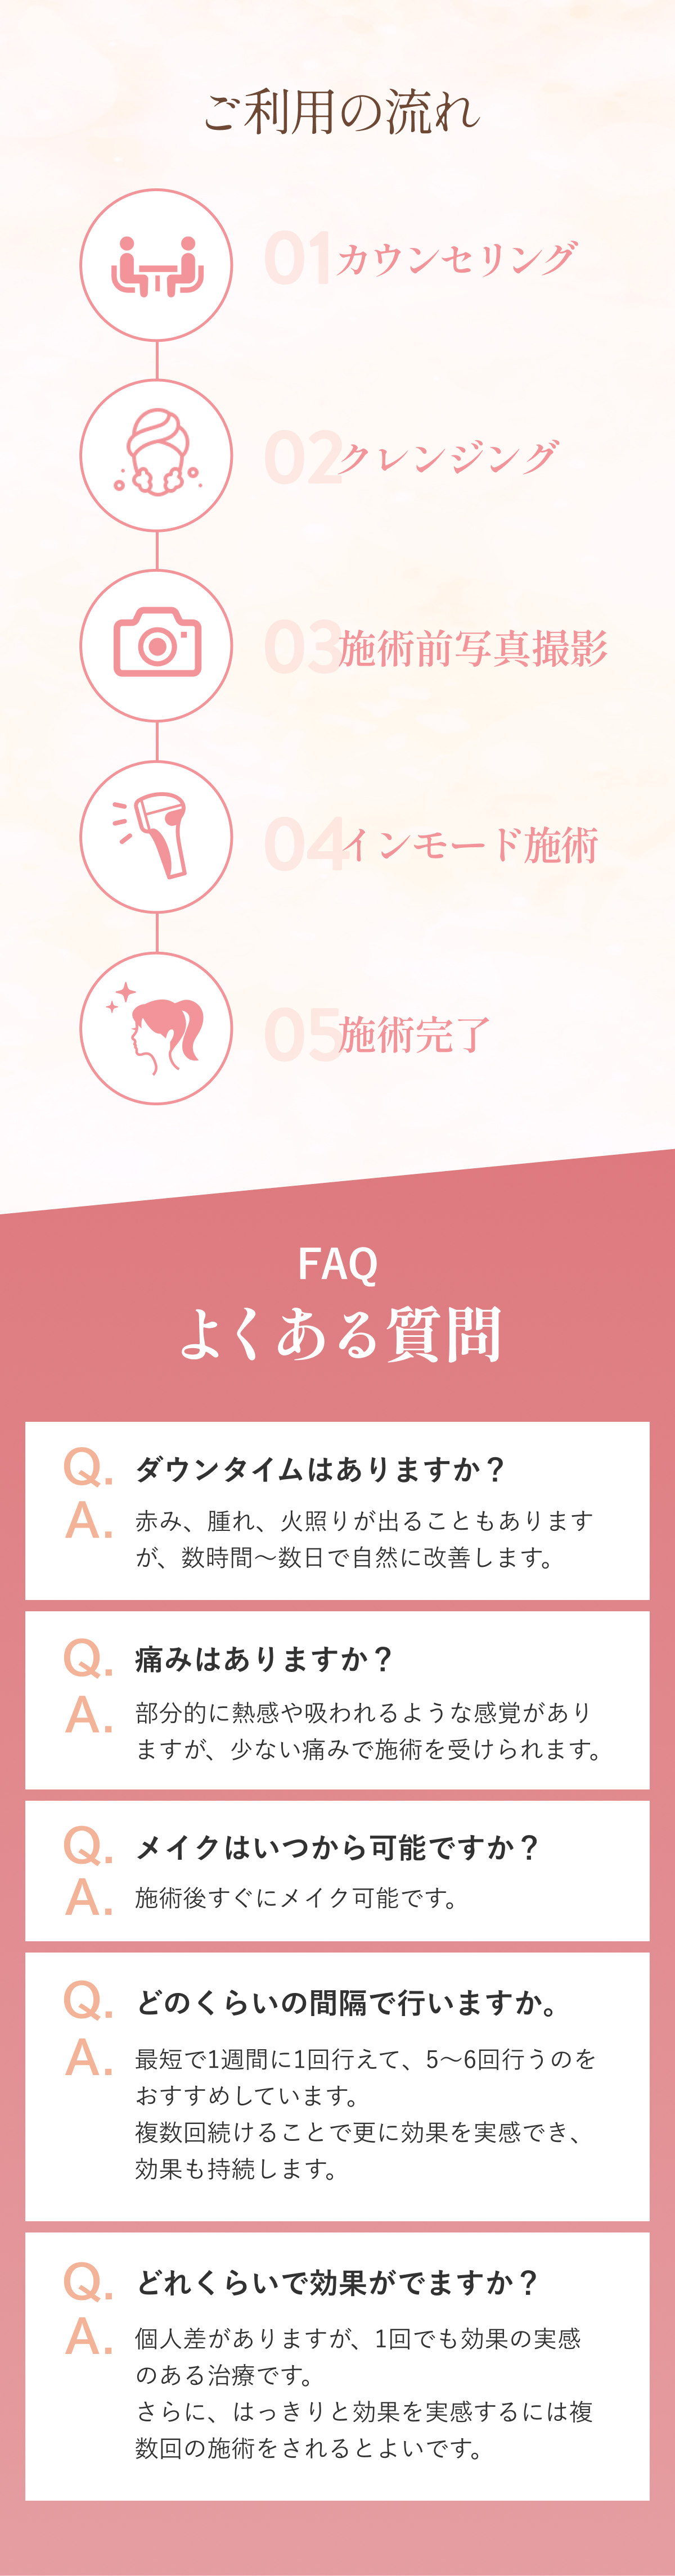 ご利用の流れ
01カウンセリング
02クレンジング
03施術前写真撮影
04インモード施術
05施術完了
FAQ
よくある質問
Q. ダウンタイムはありますか？
A. 赤み、腫れ、火照りが出ることもあります
が、数時間〜数日で自然に改善します。
Q. 痛みはありますか？
A. 部分的に熱感や吸われるような感覚があり
ますが、少ない痛みで施術を受けられます。
Q. メイクはいつから可能ですか？
A. 施術後すぐにメイク可能です。
Q. どのくらいの間隔で行いますか。
A. 最短で1週間に1回行えて、5〜6回行うのを
おすすめしています。
複数回続けることで更に効果を実感でき、
効果も持続します。
Q. どれくらいで効果がでますか？
A. 個人差がありますが、1回でも効果の実感
のある治療です。
さらに、はっきりと効果を実感するには複
数回の施術をされるとよいです。